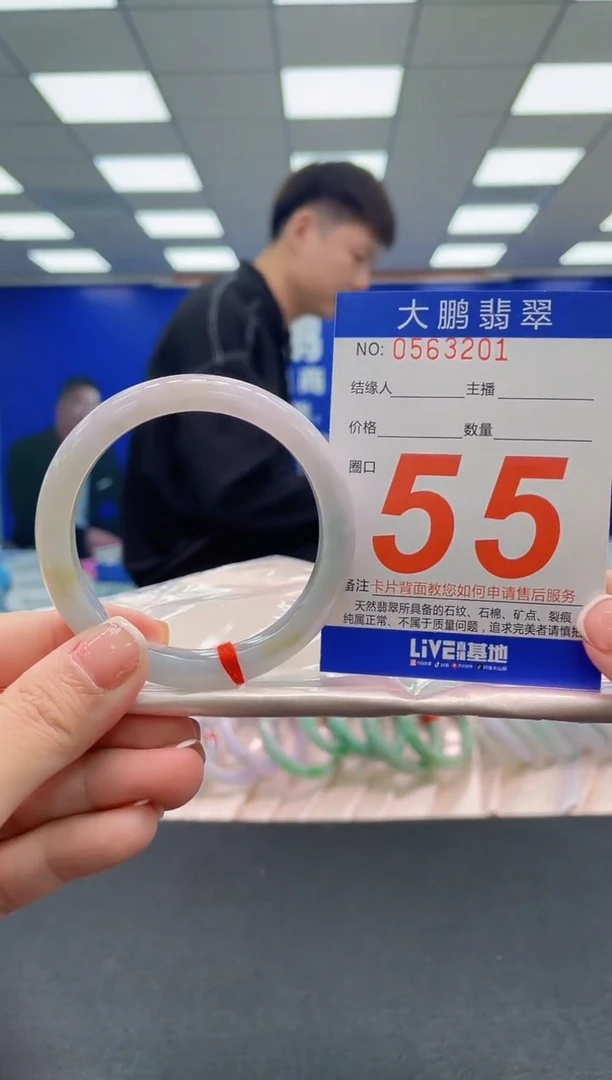 大鹏翡翠
NO: 0563201
结缘人 主播
价格 数量
圈口 55
备注 卡片背面教您如何申请售后服务
天然翡翠所具备的石纹、石棉、矿点、裂痕
纯属正常、不属于质量问题，追求完美者请慎拍
LiVE 基地